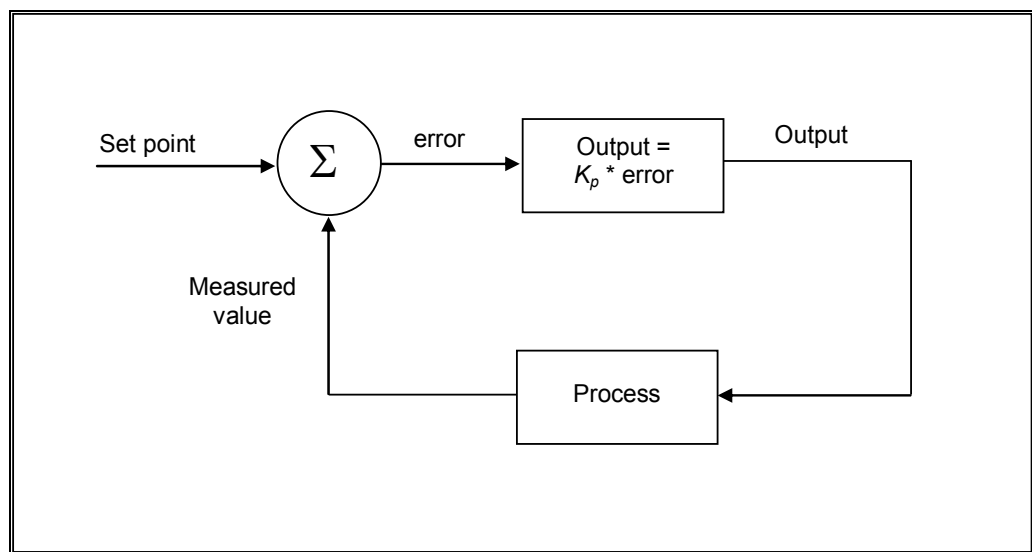 Set point
Σ
error
Output =
Kp * error
Output
Measured
value
Process